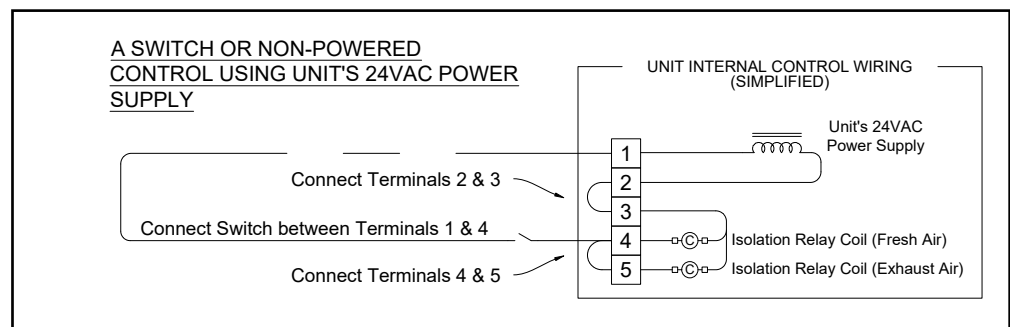 A SWITCH OR NON-POWERED
CONTROL USING UNIT'S 24VAC POWER
SUPPLY
UNIT INTERNAL CONTROL WIRING
(SIMPLIFIED)
Unit's 24VAC
Power Supply
1
2
3
4
5
Connect Terminals 2 & 3
Connect Switch between Terminals 1 & 4
Connect Terminals 4 & 5
C
Isolation Relay Coil (Fresh Air)
C
Isolation Relay Coil (Exhaust Air)